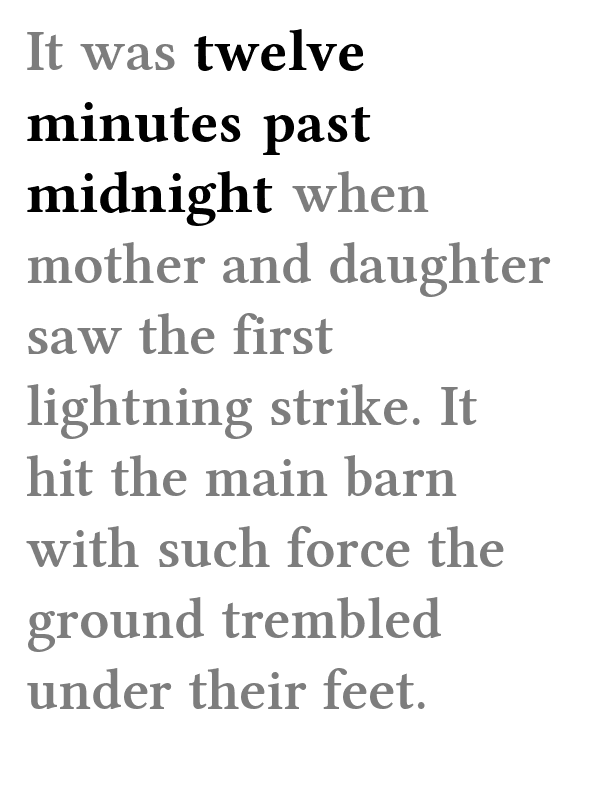 It was twelve
minutes past
midnight when
mother and daughter
saw the first
lightning strike. It
hit the main barn
with such force the
ground trembled
under their feet.